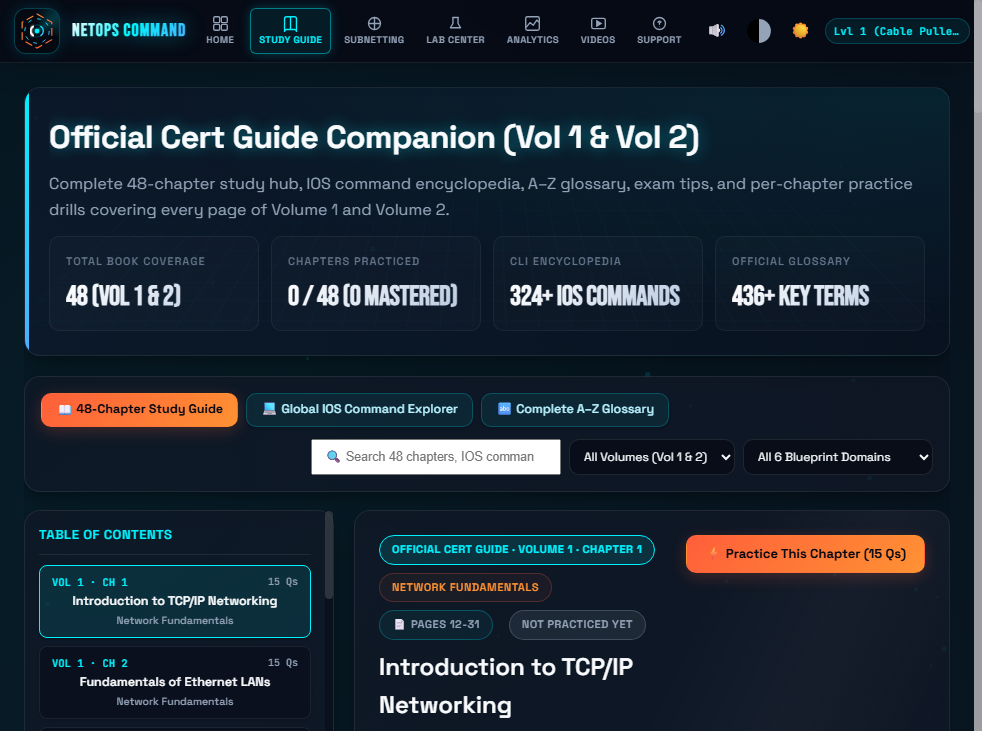 NETOPS COMMAND
HOME
STUDY GUIDE
SUBNETTING
LAB CENTER
ANALYTICS
VIDEOS
SUPPORT
Lvl 1 (Cable Pulle…
Official Cert Guide Companion (Vol 1 & Vol 2)
Complete 48-chapter study hub, IOS command encyclopedia, A–Z glossary, exam tips, and per-chapter practice
drills covering every page of Volume 1 and Volume 2.
TOTAL BOOK COVERAGE
48 (VOL 1 & 2)
CHAPTERS PRACTICED
0 / 48 (0 MASTERED)
CLI ENCYCLOPEDIA
324+ IOS COMMANDS
OFFICIAL GLOSSARY
436+ KEY TERMS
48-Chapter Study Guide
Global IOS Command Explorer
abc Complete A–Z Glossary
Search 48 chapters, IOS comman
All Volumes (Vol 1 & 2)
All 6 Blueprint Domains
TABLE OF CONTENTS
VOL 1 · CH 1
15 Qs
Introduction to TCP/IP Networking
Network Fundamentals
VOL 1 · CH 2
15 Qs
Fundamentals of Ethernet LANs
Network Fundamentals
OFFICIAL CERT GUIDE · VOLUME 1 · CHAPTER 1
NETWORK FUNDAMENTALS
PAGES 12-31
NOT PRACTICED YET
Practice This Chapter (15 Qs)
Introduction to TCP/IP
Networking